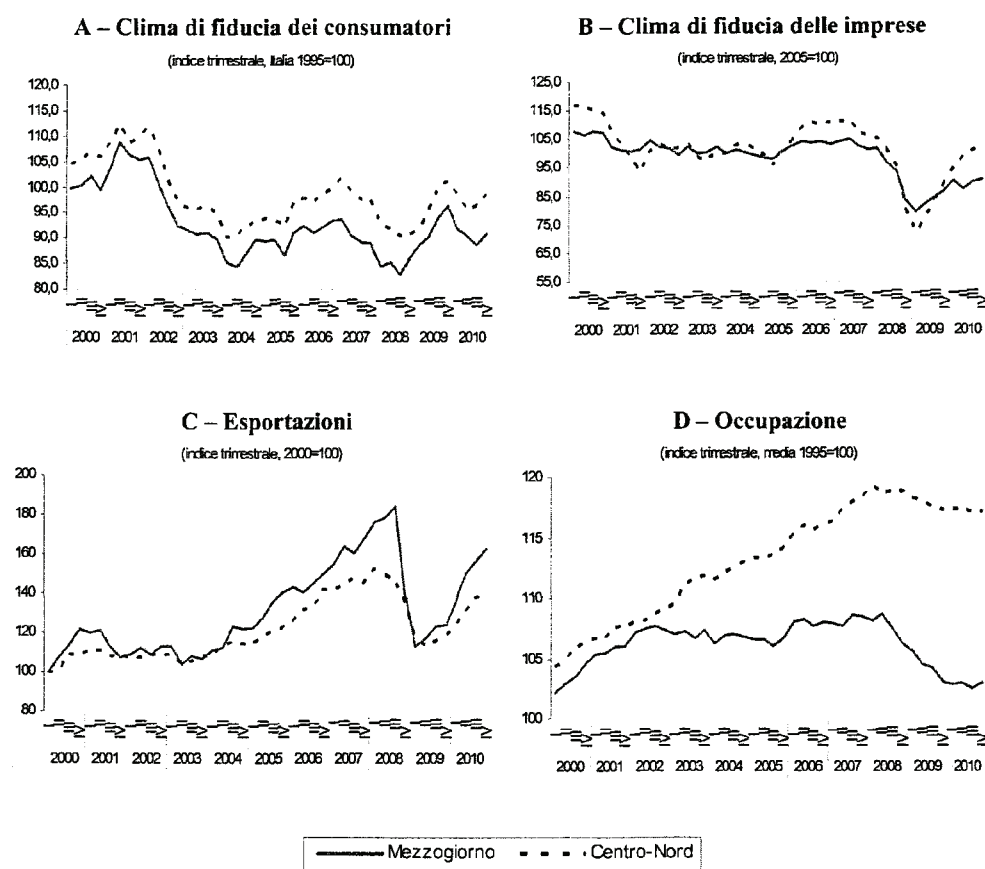 A – Clima di fiducia dei consumatori
(indice trimestrale, Italia 1995=100)
120,0
115,0
110,0
105,0
100,0
95,0
90,0
85,0
80,0
I II III IV
2000 2001 2002 2003 2004 2005 2006 2007 2008 2009 2010
B – Clima di fiducia delle imprese
(indice trimestrale, 2005=100)
125,0
115,0
105,0
95,0
85,0
75,0
65,0
55,0
2000 2001 2002 2003 2004 2005 2006 2007 2008 2009 2010
C – Esportazioni
(indice trimestrale, 2000=100)
200
180
160
140
120
100
80
2000 2001 2002 2003 2004 2005 2006 2007 2008 2009 2010
D – Occupazione
(indice trimestrale, media 1995=100)
120
115
110
105
100
2000 2001 2002 2003 2004 2005 2006 2007 2008 2009 2010
Mezzogiorno Centro-Nord